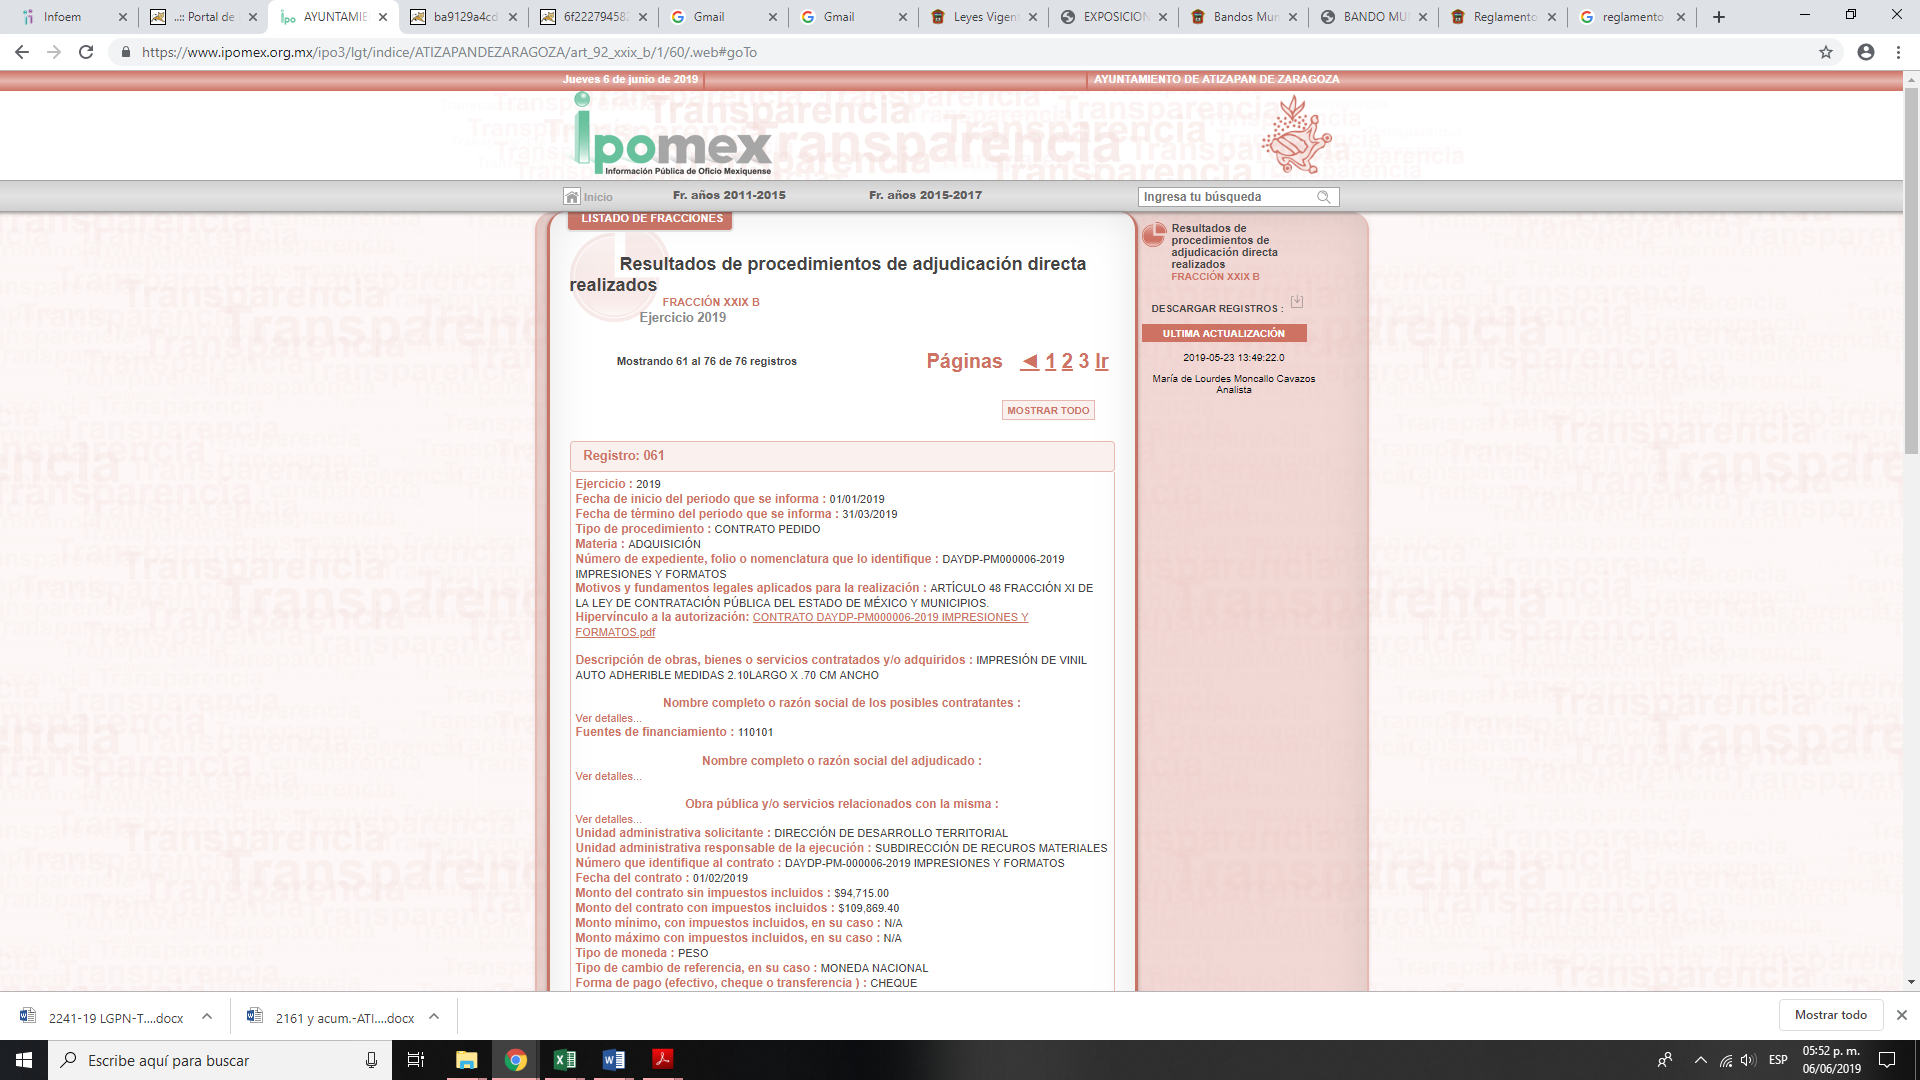 Infoem
..:: Portal de
AYUNTAMIE
ba9129a4cd
6f22279458
Gmail
Gmail
Leyes Vigent
EXPOSICION
Bandos Mun
BANDO MU
Reglamento
reglamento
https://www.ipomex.org.mx/ipo3/lgt/indice/ATIZAPANDEZARAGOZA/art_92_xxix_b/1/60/.web#goTo
Jueves 6 de junio de 2019
AYUNTAMIENTO DE ATIZAPAN DE ZARAGOZA
ipomex
Información Pública de Oficio Mexiquense
Inicio
Fr. años 2011-2015
Fr. años 2015-2017
Ingresa tu búsqueda
LISTADO DE FRACCIONES
Resultados de procedimientos de adjudicación directa
realizados
FRACCIÓN XXIX B
Ejercicio 2019
Mostrando 61 al 76 de 76 registros
Páginas ◄ 1 2 3 Ir
MOSTRAR TODO
Registro: 061
Ejercicio : 2019
Fecha de inicio del periodo que se informa : 01/01/2019
Fecha de término del periodo que se informa : 31/03/2019
Tipo de procedimiento : CONTRATO PEDIDO
Materia : ADQUISICIÓN
Número de expediente, folio o nomenclatura que lo identifique : DAYDP-PM000006-2019
IMPRESIONES Y FORMATOS
Motivos y fundamentos legales aplicados para la realización : ARTÍCULO 48 FRACCIÓN XI DE
LA LEY DE CONTRATACIÓN PÚBLICA DEL ESTADO DE MÉXICO Y MUNICIPIOS.
Hipervínculo a la autorización: CONTRATO DAYDP-PM000006-2019 IMPRESIONES Y
FORMATOS.pdf
Descripción de obras, bienes o servicios contratados y/o adquiridos : IMPRESIÓN DE VINIL
AUTO ADHERIBLE MEDIDAS 2.10LARGO X .70 CM ANCHO
Nombre completo o razón social de los posibles contratantes :
Ver detalles...
Fuentes de financiamiento : 110101
Nombre completo o razón social del adjudicado :
Ver detalles...
Obra pública y/o servicios relacionados con la misma :
Ver detalles...
Unidad administrativa solicitante : DIRECCIÓN DE DESARROLLO TERRITORIAL
Unidad administrativa responsable de la ejecución : SUBDIRECCIÓN DE RECUROS MATERIALES
Número que identifique al contrato : DAYDP-PM-000006-2019 IMPRESIONES Y FORMATOS
Fecha del contrato : 01/02/2019
Monto del contrato sin impuestos incluidos : $94,715.00
Monto del contrato con impuestos incluidos : $109,869.40
Monto mínimo, con impuestos incluidos, en su caso : N/A
Monto máximo con impuestos incluidos, en su caso : N/A
Tipo de moneda : PESO
Tipo de cambio de referencia, en su caso : MONEDA NACIONAL
Forma de pago (efectivo, cheque o transferencia ) : CHEQUE
Resultados de
procedimientos de
adjudicación directa
realizados
FRACCIÓN XXIX B
DESCARGAR REGISTROS :
ULTIMA ACTUALIZACIÓN
2019-05-23 13:49:22.0
María de Lourdes Moncallo Cavazos
Analista
2241-19 LGPN-T....docx
2161 y acum.-ATI....docx
Mostrar todo
Escribe aquí para buscar
ESP
05:52 p. m.
06/06/2019